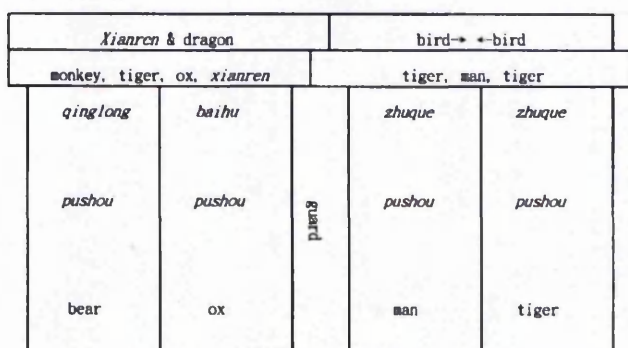 Xianren & dragon bird→ ←bird
monkey, tiger, ox, xianren tiger, man, tiger
qinglong baihu zhuque zhuque
pushou pushou guard pushou pushou
bear ox man tiger